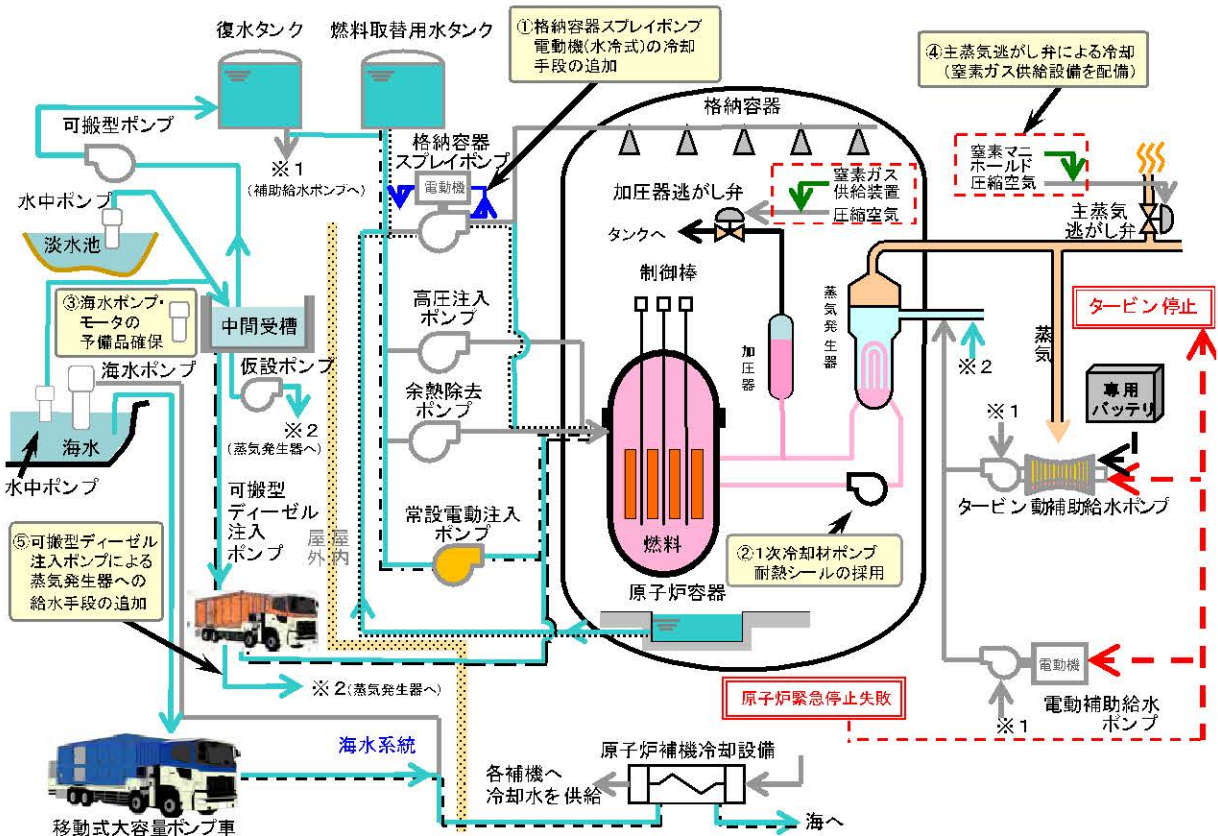 復水タンク
燃料取替用水タンク
①格納容器スプレイポンプ
電動機(水冷式)の冷却
手段の追加
④主蒸気逃がし弁による冷却
(窒素ガス供給設備を配備)
可搬型ポンプ
※1
(補助給水ポンプへ)
格納容器
スプレイポンプ
電動機
格納容器
窒素ガス
供給装置
圧縮空気
加圧器逃がし弁
タンクへ
窒素マニ
ホールド
圧縮空気
主蒸気
逃がし弁
水中ポンプ
淡水池
③海水ポンプ・
モータの
予備品確保
中間受槽
海水ポンプ
仮設ポンプ
※2
(蒸気発生器へ)
海水
水中ポンプ
高圧注入
ポンプ
余熱除去
ポンプ
常設電動注入
ポンプ
制御棒
加圧器
蒸気発生器
燃料
原子炉容器
②1次冷却材ポンプ
耐熱シールの採用
※2
蒸気
タービン停止
専用
バッテリ
※1
タービン動補助給水ポンプ
可搬型
ディーゼル
注入
ポンプ
屋外
屋内
⑤可搬型ディーゼル
注入ポンプによる
蒸気発生器への
給水手段の追加
※2(蒸気発生器へ)
原子炉緊急停止失敗
電動機
※1
電動補助給水
ポンプ
海水系統
各補機へ
冷却水を供給
原子炉補機冷却設備
海へ
移動式大容量ポンプ車